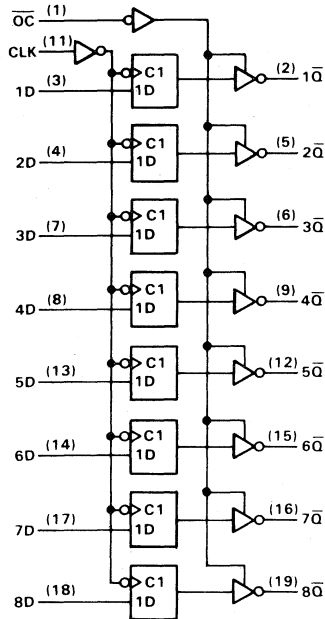 O̅C̅ (1)
CLK (11)
C1
1D (3) 1D (2) 1Q̅
C1
2D (4) 1D (5) 2Q̅
C1
3D (7) 1D (6) 3Q̅
C1
4D (8) 1D (9) 4Q̅
C1
5D (13) 1D (12) 5Q̅
C1
6D (14) 1D (15) 6Q̅
C1
7D (17) 1D (16) 7Q̅
C1
8D (18) 1D (19) 8Q̅